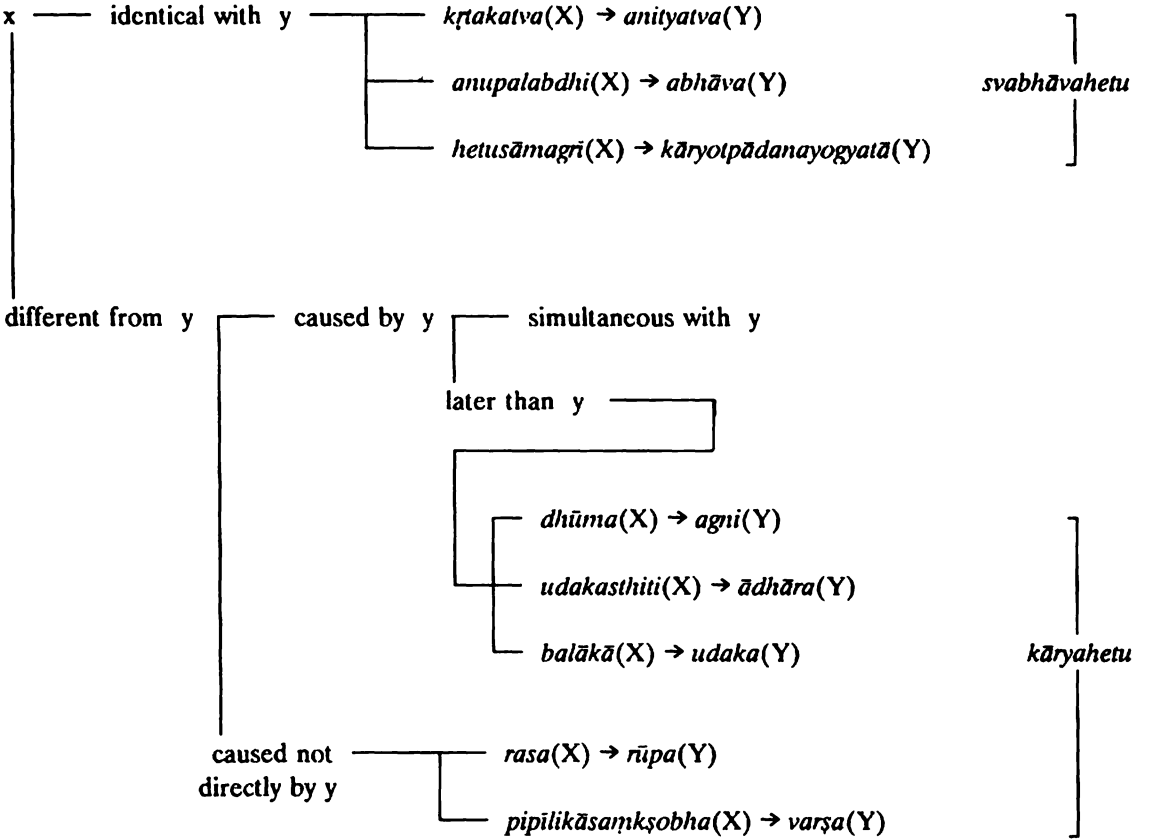 x identical with y kṛtakatva(X) → anityatva(Y)
anupalabdhi(X) → abhāva(Y) svabhāvahetu
hetusāmagrī(X) → kāryotpādanayogyatā(Y)
different from y caused by y simultaneous with y
later than y
dhūma(X) → agni(Y)
udakasthiti(X) → ādhāra(Y)
balākā(X) → udaka(Y) kāryahetu
caused not rasa(X) → rūpa(Y)
directly by y
pipīlikāsaṃkṣobha(X) → varṣa(Y)